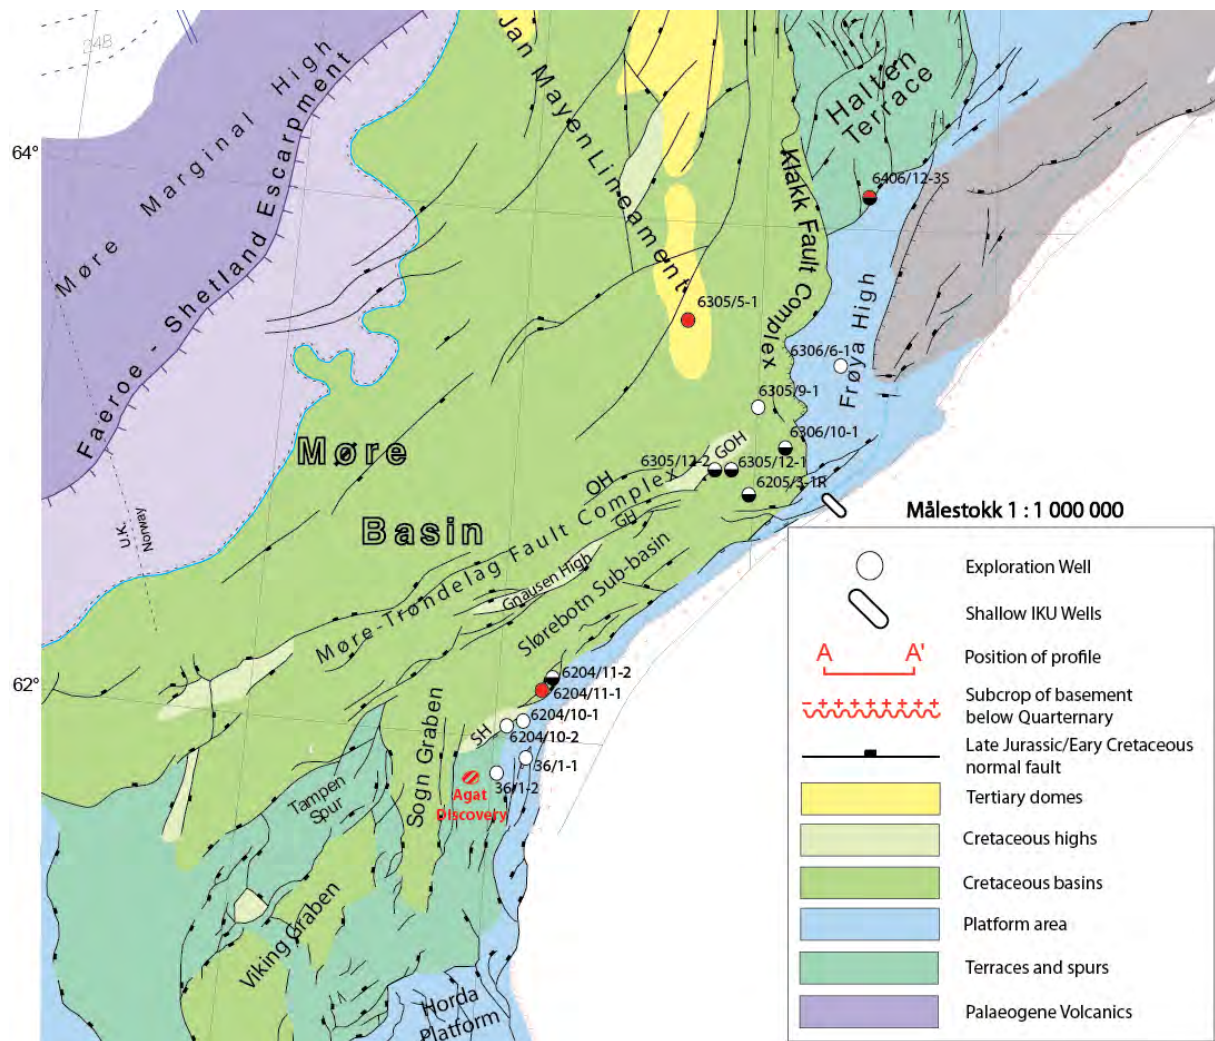 248
Møre Marginal High
Faeroe - Shetland Escarpment
Jan Mayen Lineament
Halten
Terrace
64°
Klakk Fault Complex
6406/12-3S
Frøya High
6305/5-1
6306/6-1
6305/9-1
6306/10-1
GOH
6305/12-2
6305/12-1
6205/3-1R
Møre
Basin
OH
GH
Møre-Trøndelag Fault Complex
Gnausen High
Slørebotn Sub-basin
U.K.
Norway
62°
6204/11-2
6204/11-1
6204/10-1
6204/10-2
SH
36/1-1
36/1-2
Sogn Graben
Agat
Discovery
Tampen
Spur
Viking Graben
Horda
Platform
Målestokk 1 : 1 000 000
Exploration Well
Shallow IKU Wells
A A'
Position of profile
Subcrop of basement
below Quarternary
Late Jurassic/Eary Cretaceous
normal fault
Tertiary domes
Cretaceous highs
Cretaceous basins
Platform area
Terraces and spurs
Palaeogene Volcanics